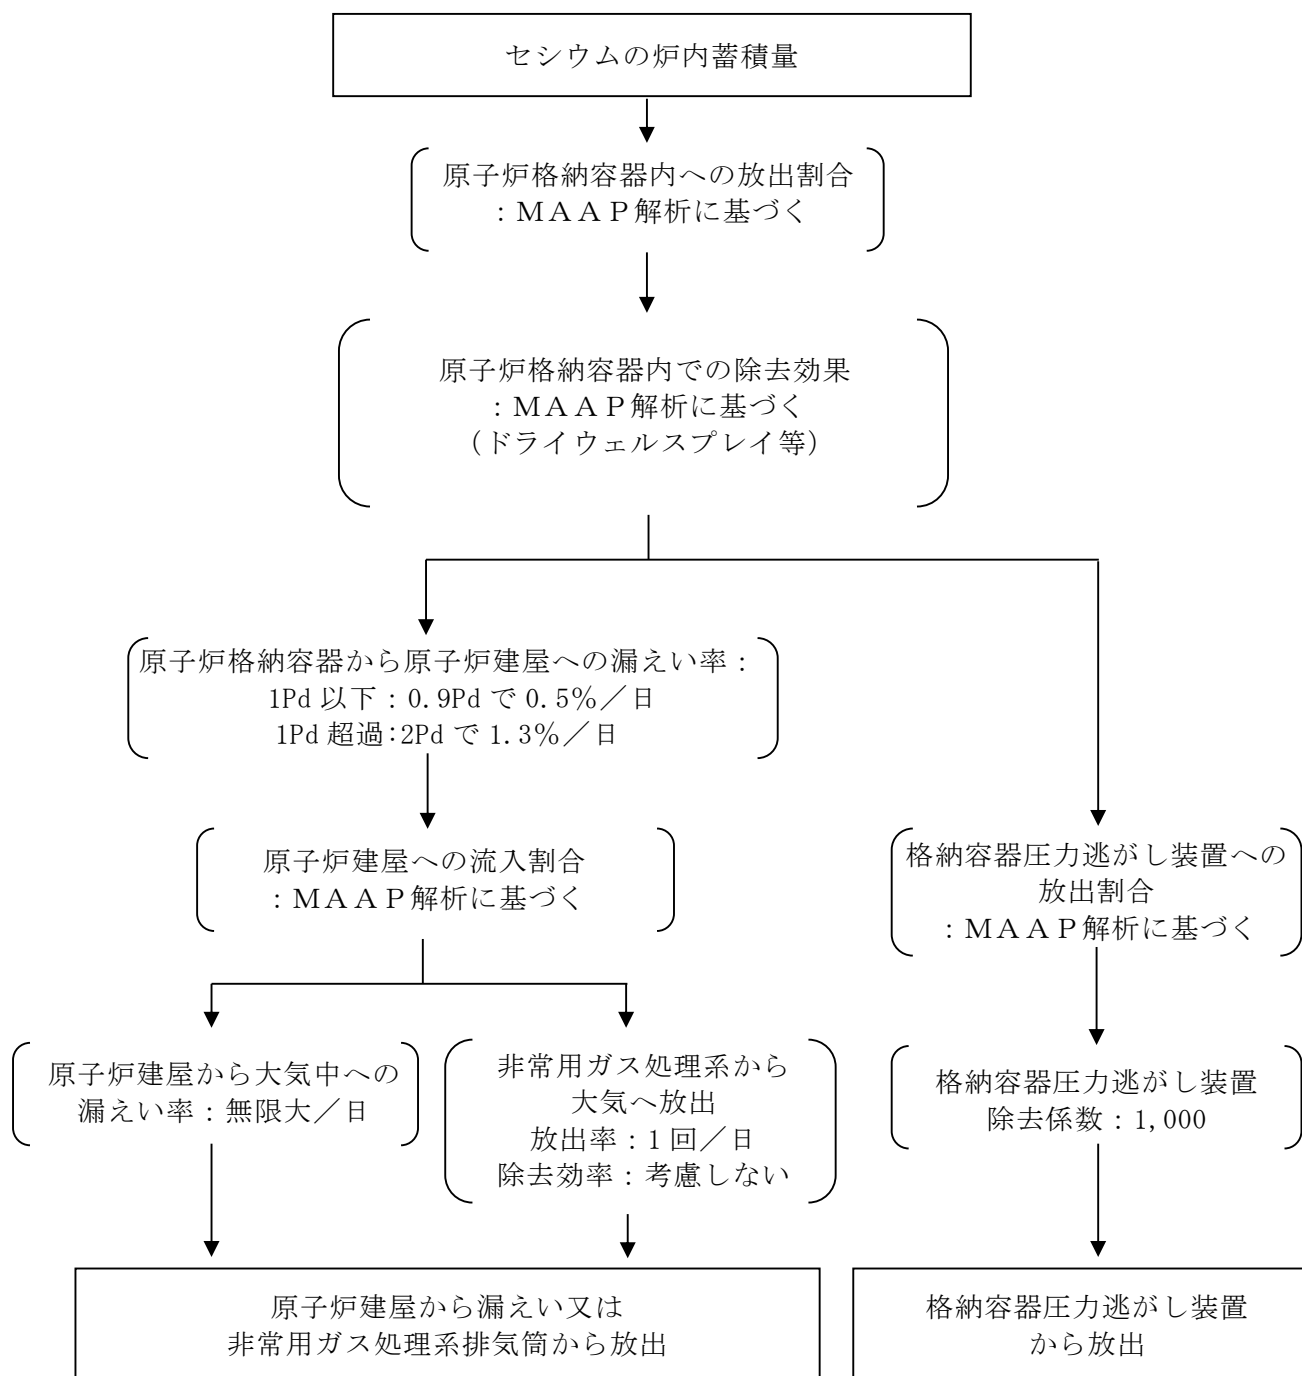 セシウムの炉内蓄積量
原子炉格納容器内への放出割合
：ＭＡＡＰ解析に基づく
原子炉格納容器内での除去効果
：ＭＡＡＰ解析に基づく
（ドライウェルスプレイ等）
原子炉格納容器から原子炉建屋への漏えい率：
1Pd 以下：0.9Pd で 0.5％／日
1Pd 超過：2Pd で 1.3％／日
原子炉建屋への流入割合
：ＭＡＡＰ解析に基づく
格納容器圧力逃がし装置への
放出割合
：ＭＡＡＰ解析に基づく
原子炉建屋から大気中への
漏えい率：無限大／日
非常用ガス処理系から
大気へ放出
放出率：1 回／日
除去効率：考慮しない
格納容器圧力逃がし装置
除去係数：1,000
原子炉建屋から漏えい又は
非常用ガス処理系排気筒から放出
格納容器圧力逃がし装置
から放出